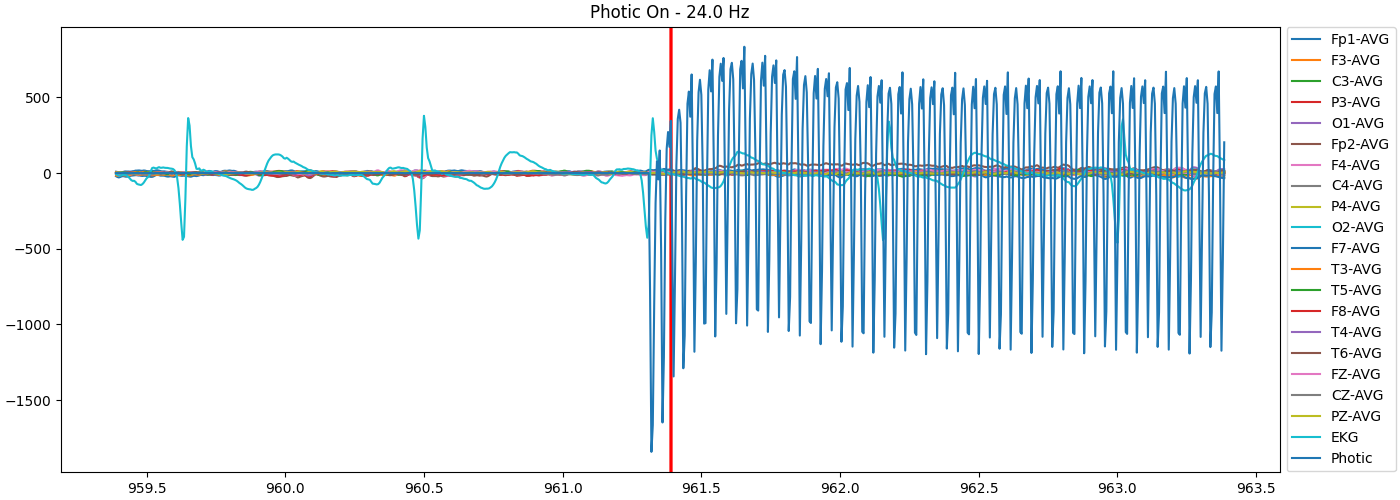 Photic On - 24.0 Hz
500
0
−500
−1000
−1500
959.5
960.0
960.5
961.0
961.5
962.0
962.5
963.0
963.5
Fp1-AVG
F3-AVG
C3-AVG
P3-AVG
O1-AVG
Fp2-AVG
F4-AVG
C4-AVG
P4-AVG
O2-AVG
F7-AVG
T3-AVG
T5-AVG
F8-AVG
T4-AVG
T6-AVG
FZ-AVG
CZ-AVG
PZ-AVG
EKG
Photic